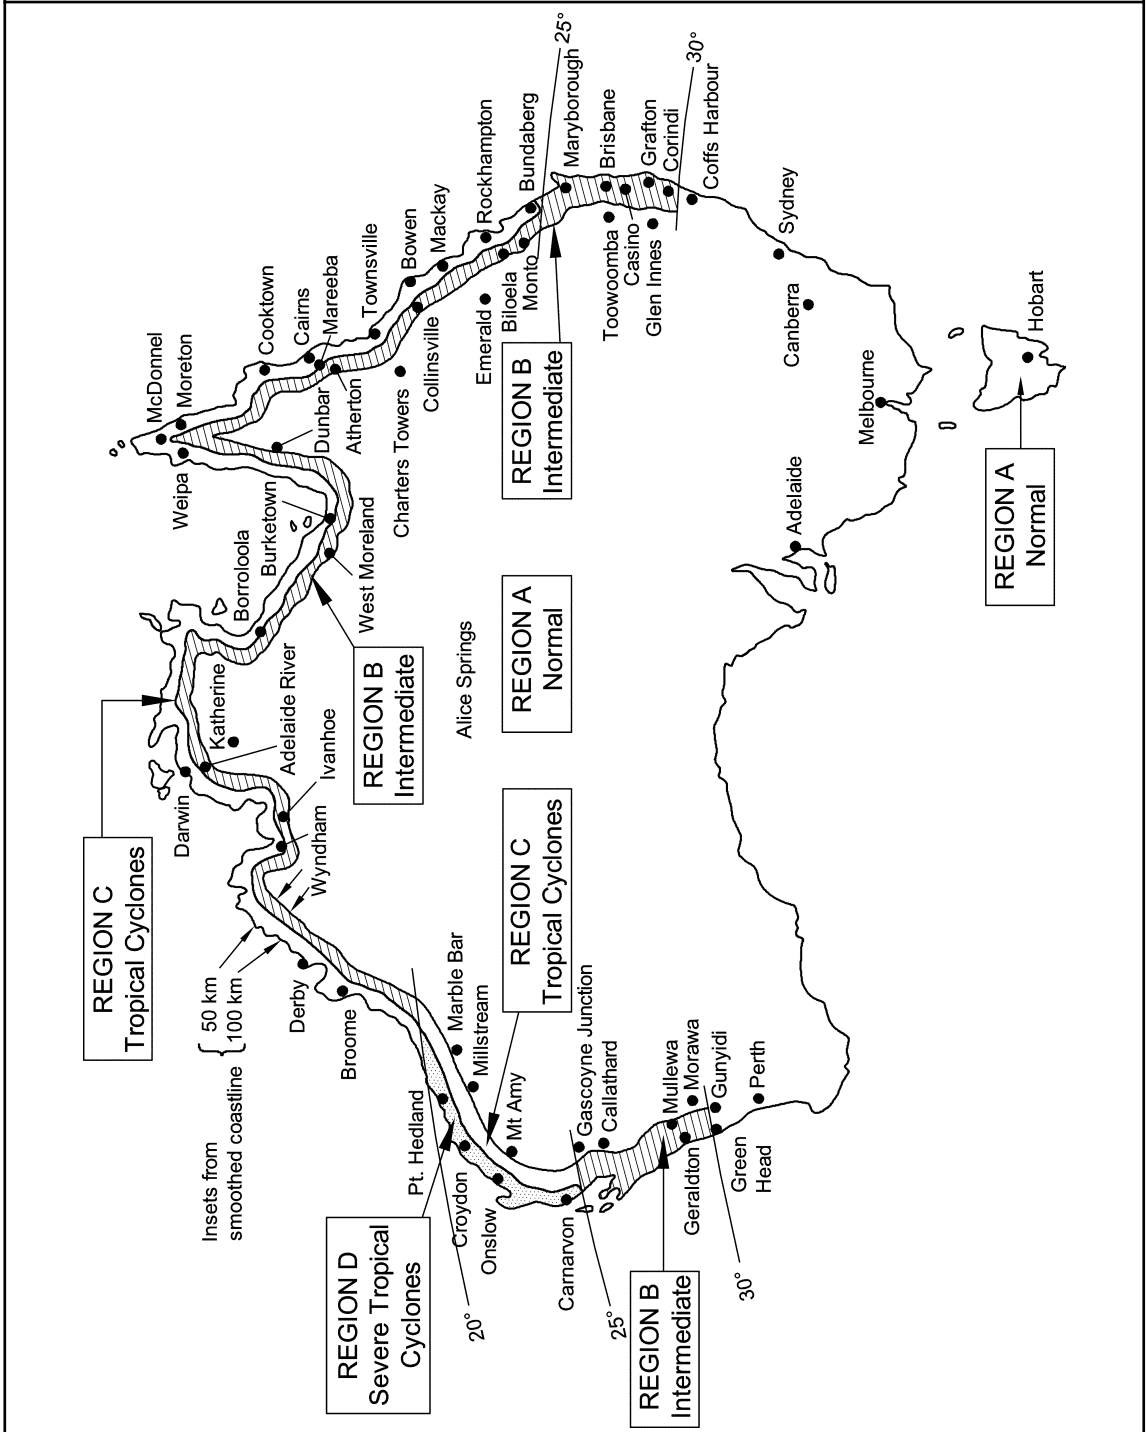 REGION C
Tropical Cyclones
McDonnel
Moreton
Weipa
Cooktown
Cairns
Mareeba
Dunbar
Atherton
Townsville
Charters Towers
Bowen
Collinsville
Mackay
Rockhampton
Emerald
Biloela
Monto
Bundaberg
25°
Maryborough
Brisbane
Toowoomba
Casino
Grafton
Glen Innes
Corindi
30°
Coffs Harbour
Sydney
Canberra
Melbourne
Adelaide
Hobart
REGION B
Intermediate
REGION A
Normal
Burketown
West Moreland
Borroloola
REGION B
Intermediate
Katherine
Adelaide River
Darwin
Ivanhoe
Wyndham
Alice Springs
REGION A
Normal
Insets from
smoothed coastline
50 km
100 km
Derby
Broome
REGION C
Tropical Cyclones
Marble Bar
Millstream
Mt Amy
Pt. Hedland
Croydon
Onslow
Carnarvon
REGION D
Severe Tropical
Cyclones
20°
Gascoyne Junction
Callathard
25°
Mullewa
Morawa
Gunyidi
Geraldton
Green
Head
Perth
30°
REGION B
Intermediate